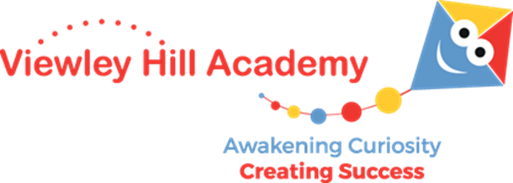 Viewley Hill Academy
Awakening Curiosity
Creating Success